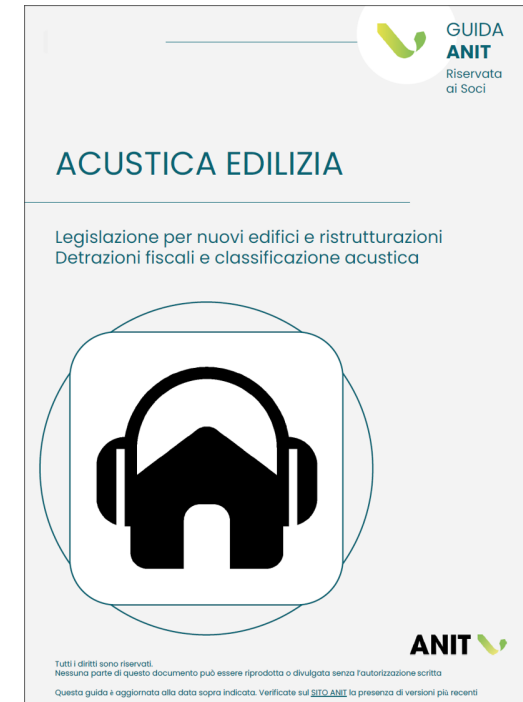 GUIDA
ANIT
Riservata
ai Soci
ACUSTICA EDILIZIA
Legislazione per nuovi edifici e ristrutturazioni
Detrazioni fiscali e classificazione acustica
ANIT
Tutti i diritti sono riservati.
Nessuna parte di questo documento può essere riprodotta o divulgata senza l'autorizzazione scritta
Questa guida è aggiornata alla data sopra indicata. Verificate sul SITO ANIT la presenza di versioni più recenti